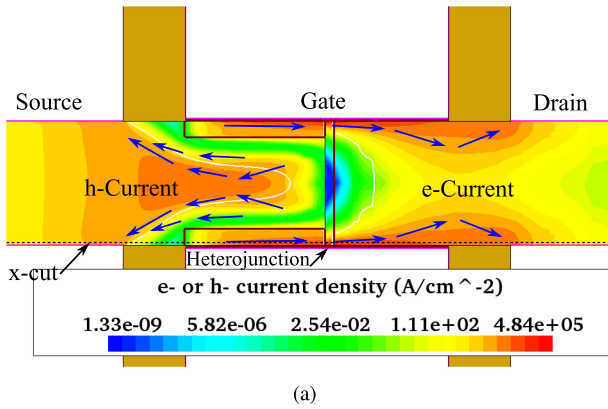 Source
Gate
Drain
h-Current
e-Current
x-cut
Heterojunction
e- or h- current density (A/cm^-2)
1.33e-09 5.82e-06 2.54e-02 1.11e+02 4.84e+05
(a)